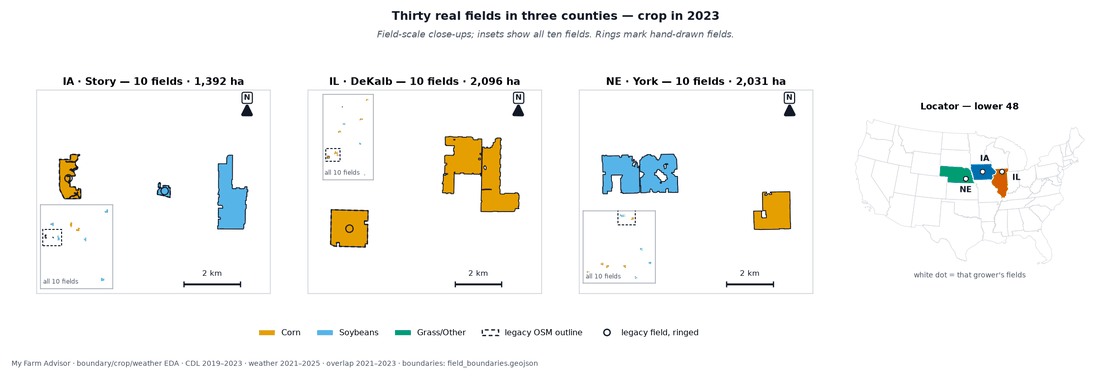 Thirty real fields in three counties — crop in 2023
Field-scale close-ups; insets show all ten fields. Rings mark hand-drawn fields.
IA · Story — 10 fields · 1,392 ha
N
all 10 fields
2 km
IL · DeKalb — 10 fields · 2,096 ha
N
all 10 fields
2 km
NE · York — 10 fields · 2,031 ha
N
all 10 fields
2 km
Locator — lower 48
IA
IL
NE
white dot = that grower's fields
Corn
Soybeans
Grass/Other
legacy OSM outline
legacy field, ringed
My Farm Advisor · boundary/crop/weather EDA · CDL 2019–2023 · weather 2021–2025 · overlap 2021–2023 · boundaries: field_boundaries.geojson